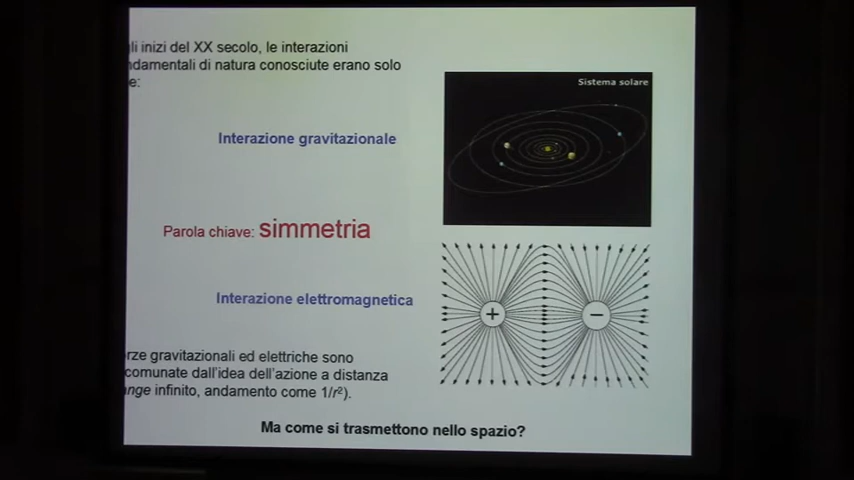 li inizi del XX secolo, le interazioni
ndamentali di natura conosciute erano solo
e:
Sistema solare
Interazione gravitazionale
Parola chiave: simmetria
Interazione elettromagnetica
+ −
rze gravitazionali ed elettriche sono
comunate dall'idea dell'azione a distanza
nge infinito, andamento come 1/r²).
Ma come si trasmettono nello spazio?